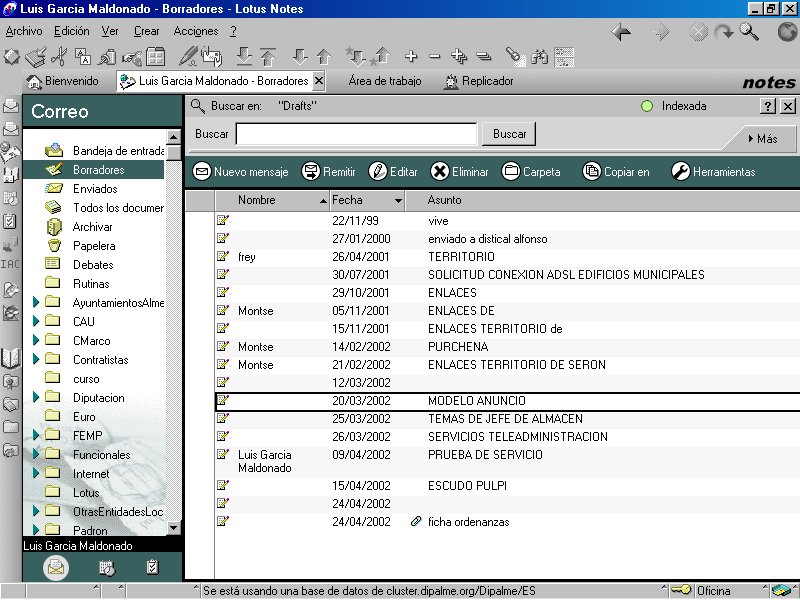 Luis Garcia Maldonado - Borradores - Lotus Notes
Archivo Edición Ver Crear Acciones ?
Bienvenido Luis Garcia Maldonado - Borradores Área de trabajo Replicador notes
Correo
Buscar en: "Drafts" Indexada ?
Buscar Buscar Más
Nuevo mensaje Remitir Editar Eliminar Carpeta Copiar en Herramientas
Bandeja de entrada
Borradores
Enviados
Todos los documen
Archivar
Papelera
Debates
Rutinas
AyuntamientosAlme
CAU
CMarco
Contratistas
curso
Diputacion
Euro
FEMP
Funcionales
Internet
Lotus
OtrasEntidadesLoc
Padron
Luis Garcia Maldonado
IAC
Nombre Fecha Asunto
22/11/99 vive
27/01/2000 enviado a distical alfonso
frey 26/04/2001 TERRITORIO
30/07/2001 SOLICITUD CONEXION ADSL EDIFICIOS MUNICIPALES
29/10/2001 ENLACES
Montse 05/11/2001 ENLACES DE
15/11/2001 ENLACES TERRITORIO de
Montse 14/02/2002 PURCHENA
Montse 21/02/2002 ENLACES TERRITORIO DE SERON
12/03/2002
20/03/2002 MODELO ANUNCIO
25/03/2002 TEMAS DE JEFE DE ALMACEN
26/03/2002 SERVICIOS TELEADMINISTRACION
Luis Garcia 09/04/2002 PRUEBA DE SERVICIO
Maldonado
15/04/2002 ESCUDO PULPI
24/04/2002
24/04/2002 ficha ordenanzas
Se está usando una base de datos de cluster.dipalme.org/Dipalme/ES Oficina